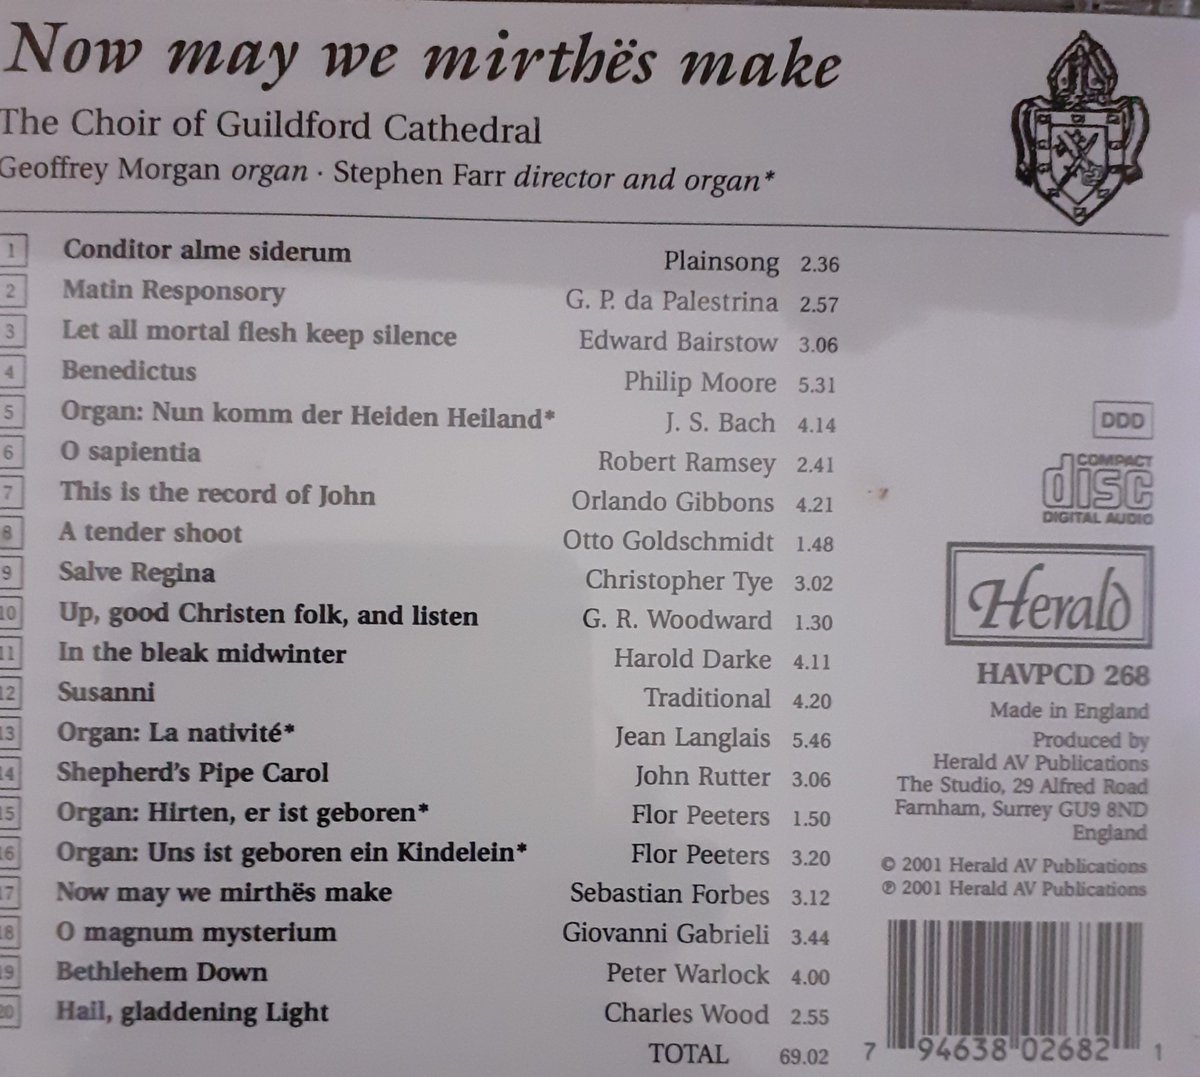 Now may we mirthës make
The Choir of Guildford Cathedral
Geoffrey Morgan organ · Stephen Farr director and organ*
1 Conditor alme siderum Plainsong 2.36
2 Matin Responsory G. P. da Palestrina 2.57
3 Let all mortal flesh keep silence Edward Bairstow 3.06
4 Benedictus Philip Moore 5.31
5 Organ: Nun komm der Heiden Heiland* J. S. Bach 4.14
6 O sapientia Robert Ramsey 2.41
7 This is the record of John Orlando Gibbons 4.21
8 A tender shoot Otto Goldschmidt 1.48
9 Salve Regina Christopher Tye 3.02
10 Up, good Christen folk, and listen G. R. Woodward 1.30
11 In the bleak midwinter Harold Darke 4.11
12 Susanni Traditional 4.20
13 Organ: La nativité* Jean Langlais 5.46
14 Shepherd's Pipe Carol John Rutter 3.06
15 Organ: Hirten, er ist geboren* Flor Peeters 1.50
16 Organ: Uns ist geboren ein Kindelein* Flor Peeters 3.20
17 Now may we mirthës make Sebastian Forbes 3.12
18 O magnum mysterium Giovanni Gabrieli 3.44
19 Bethlehem Down Peter Warlock 4.00
20 Hail, gladdening Light Charles Wood 2.55
TOTAL 69.02
DDD
COMPACT
disc
DIGITAL AUDIO
Herald
HAVPCD 268
Made in England
Produced by
Herald AV Publications
The Studio, 29 Alfred Road
Farnham, Surrey GU9 8ND
England
© 2001 Herald AV Publications
℗ 2001 Herald AV Publications
7 94638 02682 1